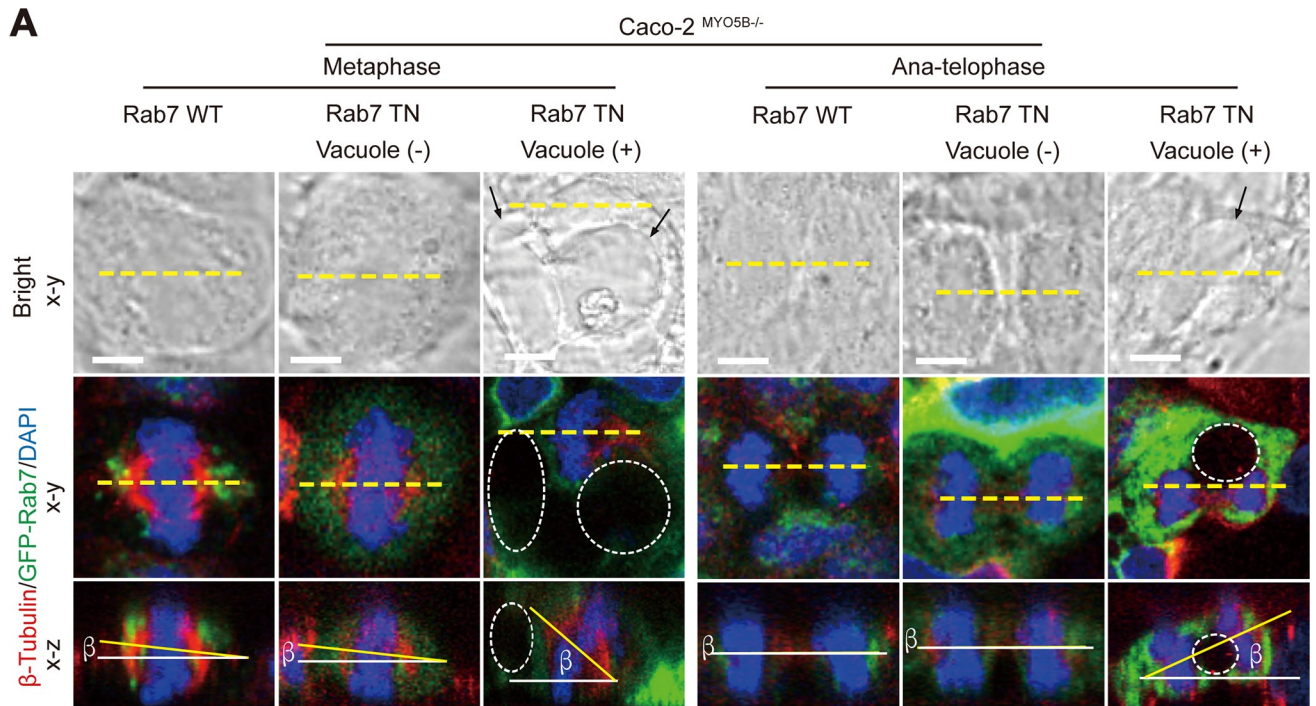 A
Caco-2 MYO5B-/-
Metaphase
Ana-telophase
Rab7 WT
Rab7 TN
Vacuole (-)
Rab7 TN
Vacuole (+)
Rab7 WT
Rab7 TN
Vacuole (-)
Rab7 TN
Vacuole (+)
Bright
x-y
β-Tubulin/GFP-Rab7/DAPI
x-y
x-z
β
β
β
β